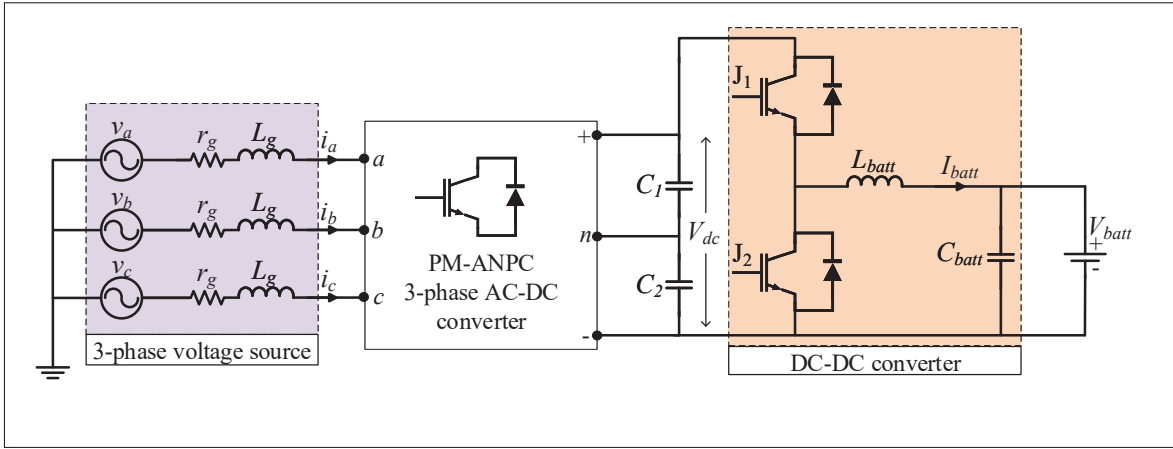 v_a
r_g
L_g
i_a
a
v_b
r_g
L_g
i_b
b
v_c
r_g
L_g
i_c
c
3-phase voltage source
PM-ANPC
3-phase AC-DC
converter
+
n
-
C_1
C_2
V_dc
J_1
J_2
L_batt
I_batt
C_batt
V_batt
+
-
DC-DC converter